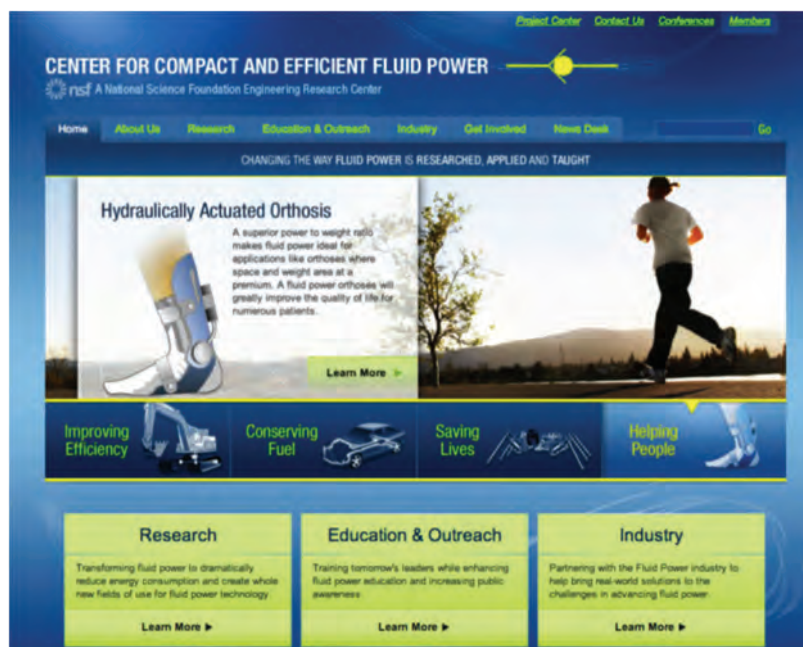 Project Center Contact Us Conferences Members
CENTER FOR COMPACT AND EFFICIENT FLUID POWER
nsf A National Science Foundation Engineering Research Center
Home About Us Research Education & Outreach Industry Get Involved News Desk Go
CHANGING THE WAY FLUID POWER IS RESEARCHED, APPLIED AND TAUGHT
Hydraulically Actuated Orthosis
A superior power to weight ratio
makes fluid power ideal for
applications like orthoses where
space and weight area at a
premium. A fluid power orthoses will
greatly improve the quality of life for
numerous patients.
Learn More
Improving
Efficiency
Conserving
Fuel
Saving
Lives
Helping
People
Research
Transforming fluid power to dramatically
reduce energy consumption and create whole
new fields of use for fluid power technology
Learn More
Education & Outreach
Training tomorrow's leaders while enhancing
fluid power education and increasing public
awareness
Learn More
Industry
Partnering with the Fluid Power industry to
help bring real-world solutions to the
challenges in advancing fluid power.
Learn More